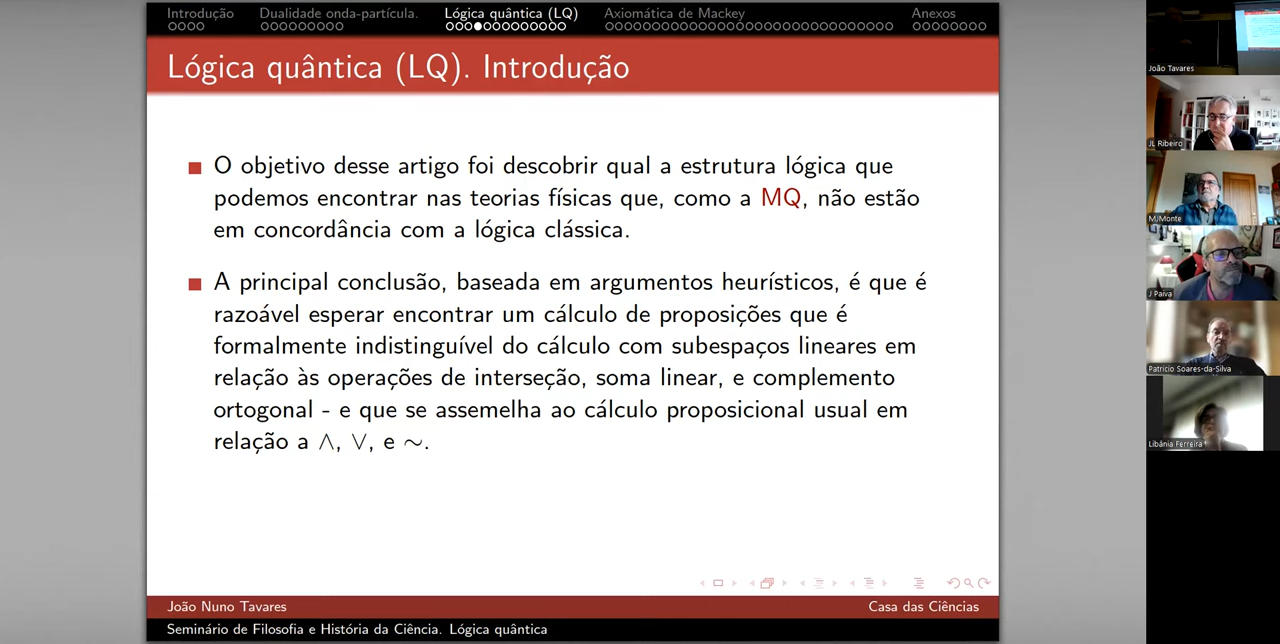 Introdução Dualidade onda-partícula. Lógica quântica (LQ) Axiomática de Mackey Anexos
Lógica quântica (LQ). Introdução
O objetivo desse artigo foi descobrir qual a estrutura lógica que
podemos encontrar nas teorias físicas que, como a MQ, não estão
em concordância com a lógica clássica.
A principal conclusão, baseada em argumentos heurísticos, é que é
razoável esperar encontrar um cálculo de proposições que é
formalmente indistinguível do cálculo com subespaços lineares em
relação às operações de interseção, soma linear, e complemento
ortogonal - e que se assemelha ao cálculo proposicional usual em
relação a ∧, ∨, e ∼.
João Nuno Tavares Casa das Ciências
Seminário de Filosofia e História da Ciência. Lógica quântica
João Tavares
JL Ribeiro
MJMonte
J Paiva
Patricio Soares-da-Silva
Libânia Ferreira